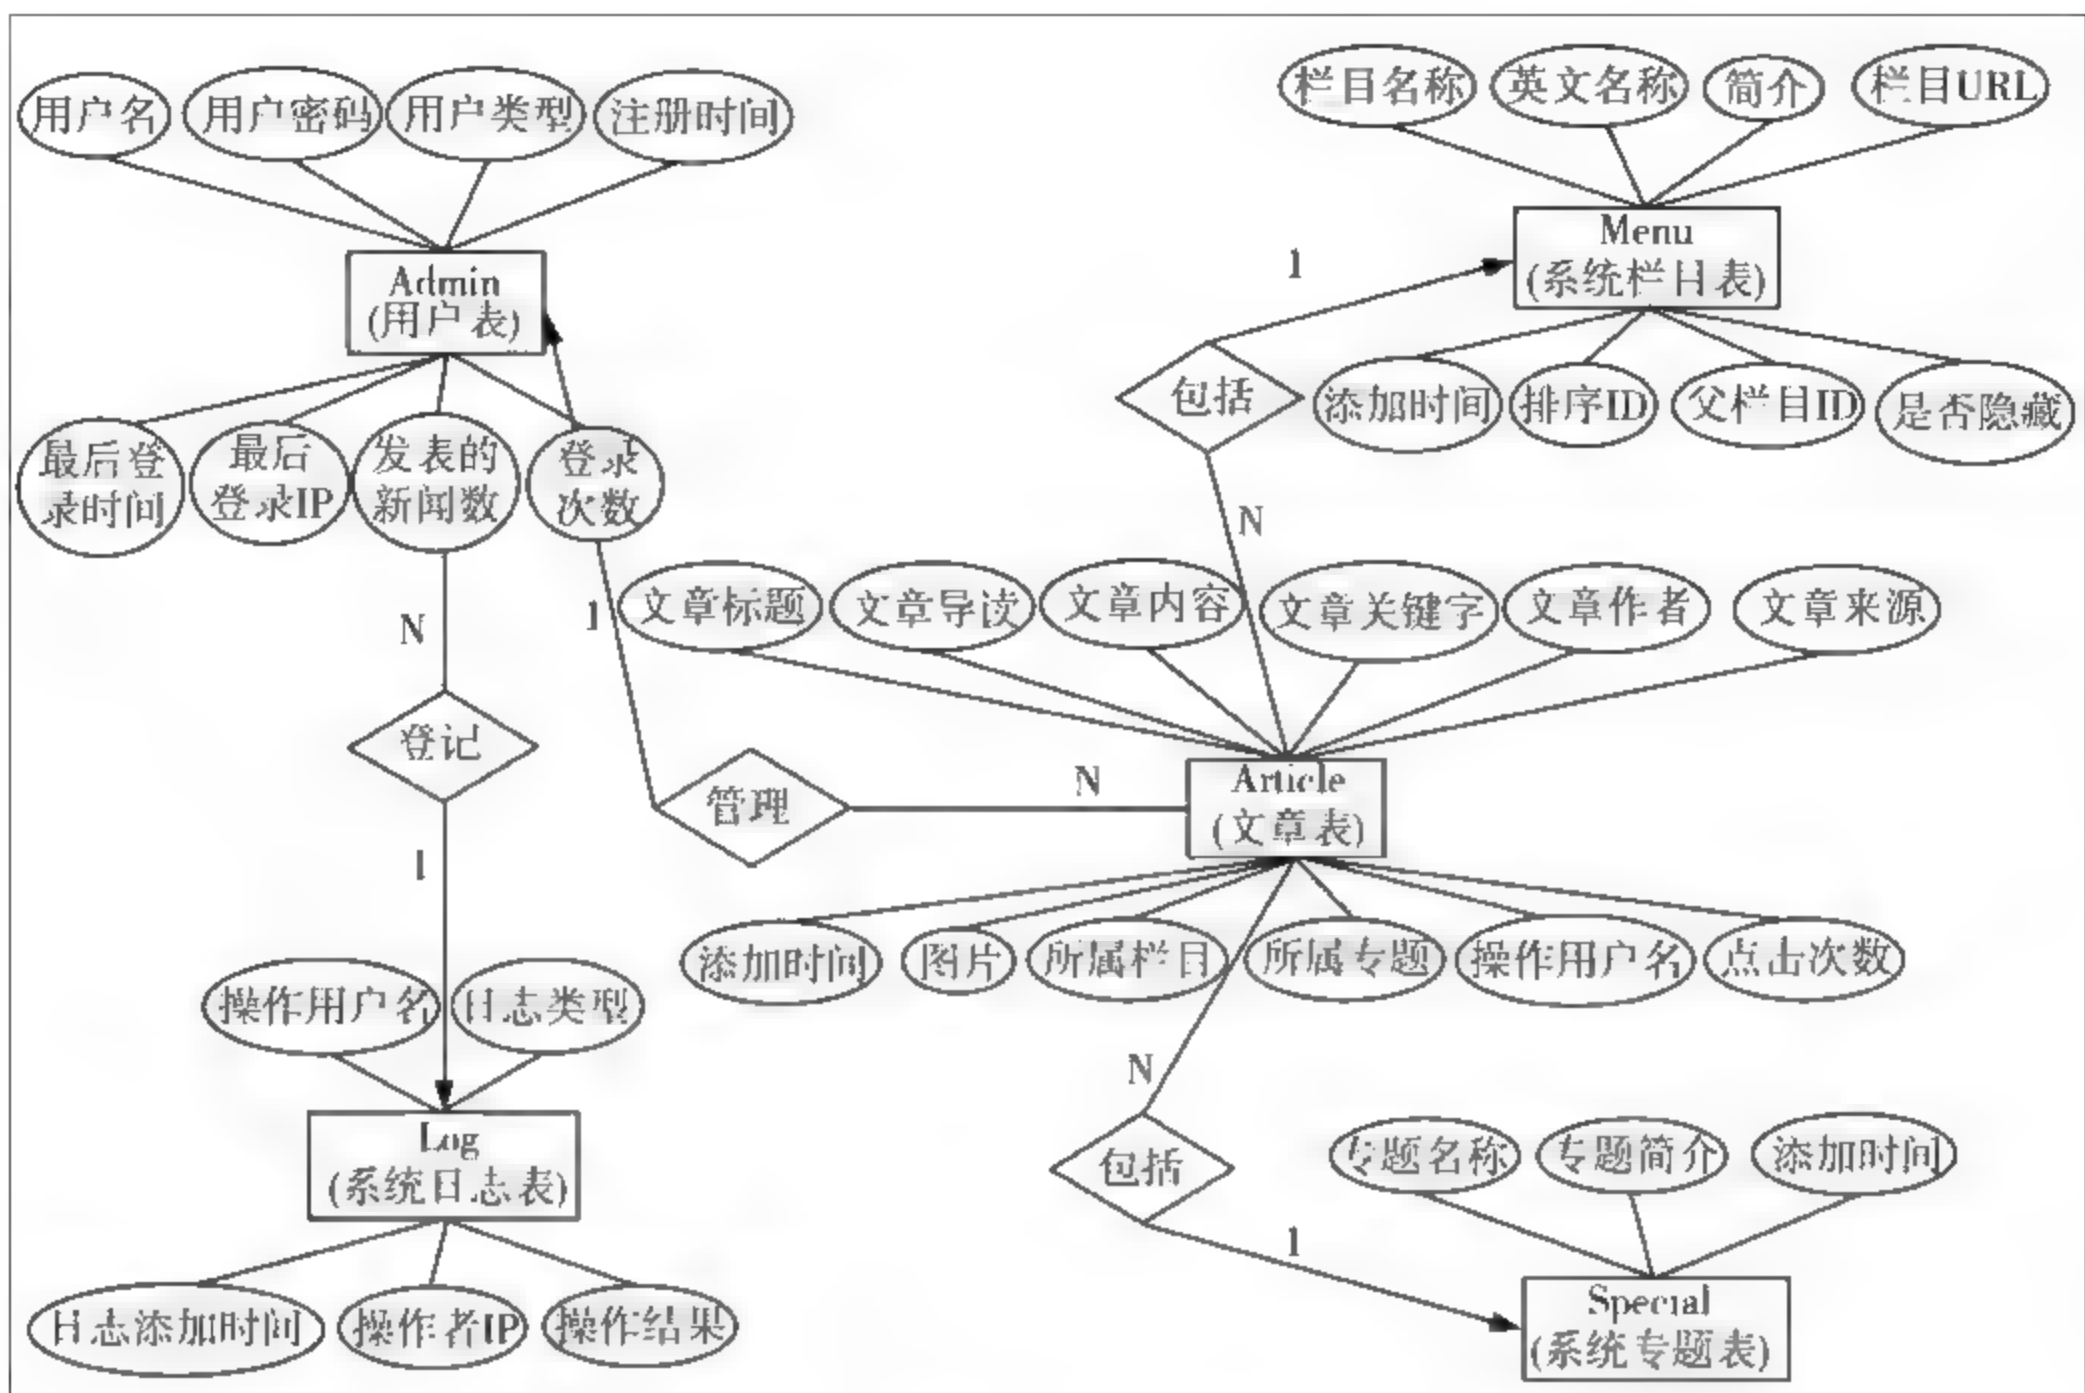 用户名
用户密码
用户类型
注册时间
栏目名称
英文名称
简介
栏目URL
Admin
(用户表)
Menu
(系统栏目表)
1
包括
添加时间
排序ID
父栏目ID
是否隐藏
最后登
录时间
最后
登录IP
发表的
新闻数
登录
次数
N
N
1
文章标题
文章导读
文章内容
文章关键字
文章作者
文章来源
登记
管理
N
Article
(文章表)
1
添加时间
图片
所属栏目
所属专题
操作用户名
点击次数
操作用户名
日志类型
N
Log
(系统日志表)
包括
专题名称
专题简介
添加时间
1
日志添加时间
操作者IP
操作结果
Special
(系统专题表)